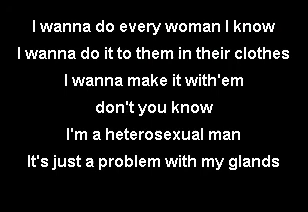 I wanna do every woman I know
I wanna do it to them in their clothes
I wanna make it with'em
don't you know
I'm a heterosexual man
It's just a problem with my glands